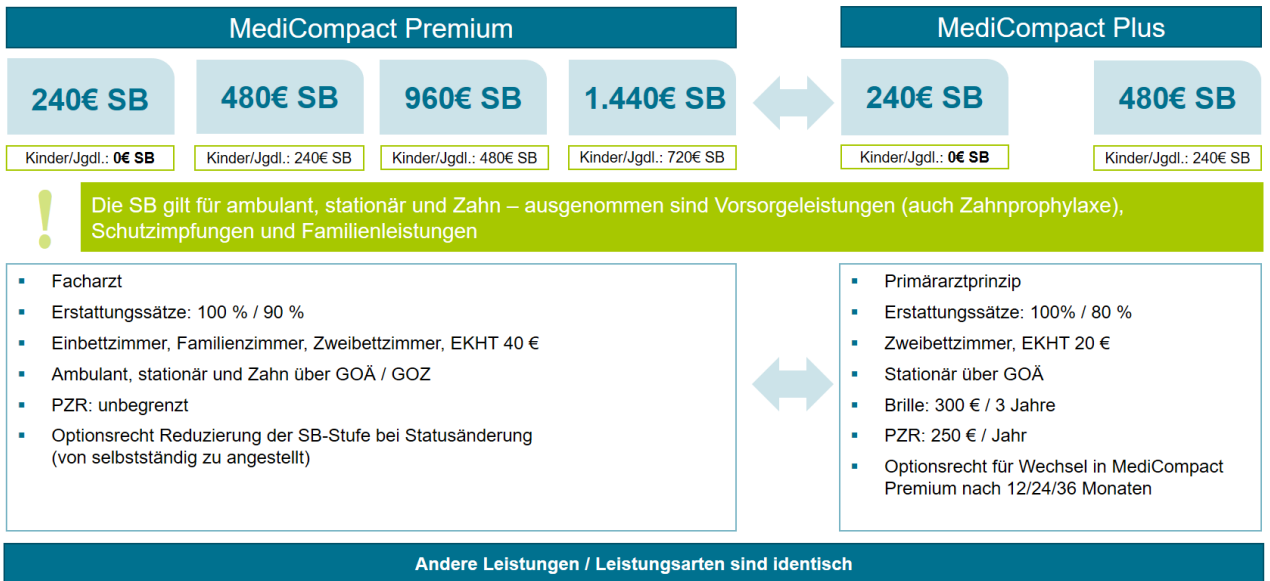 MediCompact Premium
MediCompact Plus
240€ SB
480€ SB
960€ SB
1.440€ SB
240€ SB
480€ SB
Kinder/Jgdl.: 0€ SB
Kinder/Jgdl.: 240€ SB
Kinder/Jgdl.: 480€ SB
Kinder/Jgdl.: 720€ SB
Kinder/Jgdl.: 0€ SB
Kinder/Jgdl.: 240€ SB
! Die SB gilt für ambulant, stationär und Zahn – ausgenommen sind Vorsorgeleistungen (auch Zahnprophylaxe),
Schutzimpfungen und Familienleistungen
▪ Facharzt
▪ Erstattungssätze: 100 % / 90 %
▪ Einbettzimmer, Familienzimmer, Zweibettzimmer, EKHT 40 €
▪ Ambulant, stationär und Zahn über GOÄ / GOZ
▪ PZR: unbegrenzt
▪ Optionsrecht Reduzierung der SB-Stufe bei Statusänderung
(von selbstständig zu angestellt)
▪ Primärarztprinzip
▪ Erstattungssätze: 100% / 80 %
▪ Zweibettzimmer, EKHT 20 €
▪ Stationär über GOÄ
▪ Brille: 300 € / 3 Jahre
▪ PZR: 250 € / Jahr
▪ Optionsrecht für Wechsel in MediCompact
Premium nach 12/24/36 Monaten
Andere Leistungen / Leistungsarten sind identisch